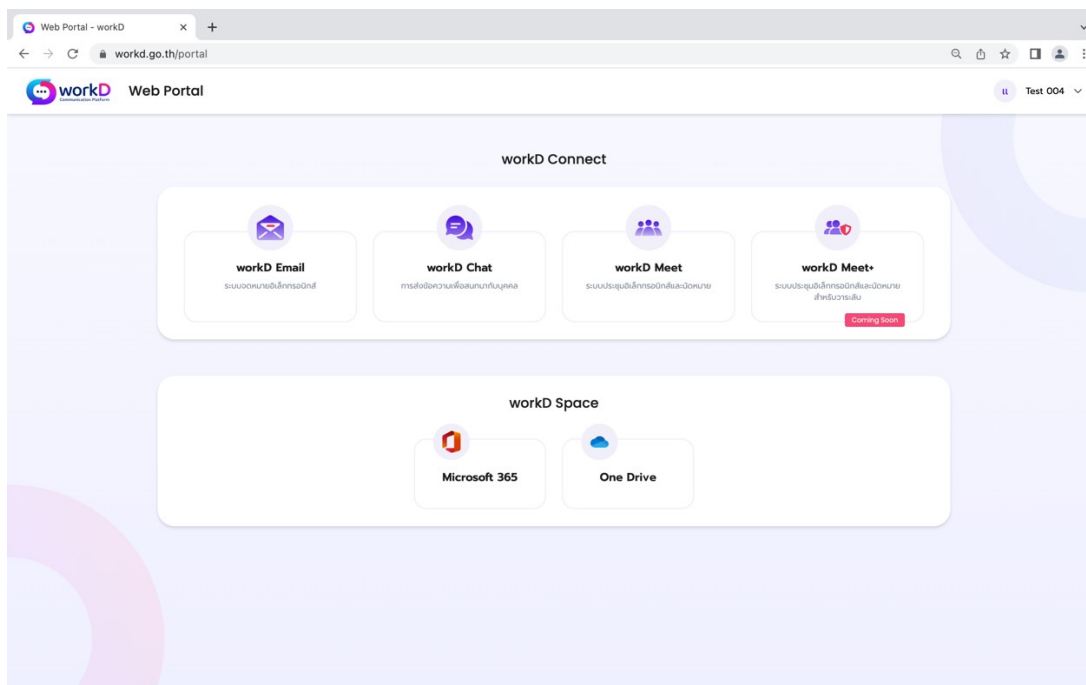 Web Portal - workD
workd.go.th/portal
workD
Communication Platform
Web Portal
แ
Test 004
workD Connect
workD Email
ระบบจดหมายอิเล็กทรอนิกส์
workD Chat
การส่งข้อความเพื่อสนทนากับบุคคล
workD Meet
ระบบประชุมอิเล็กทรอนิกส์และนัดหมาย
workD Meet+
ระบบประชุมอิเล็กทรอนิกส์และนัดหมาย
สำหรับวาระลับ
Coming Soon
workD Space
Microsoft 365
One Drive